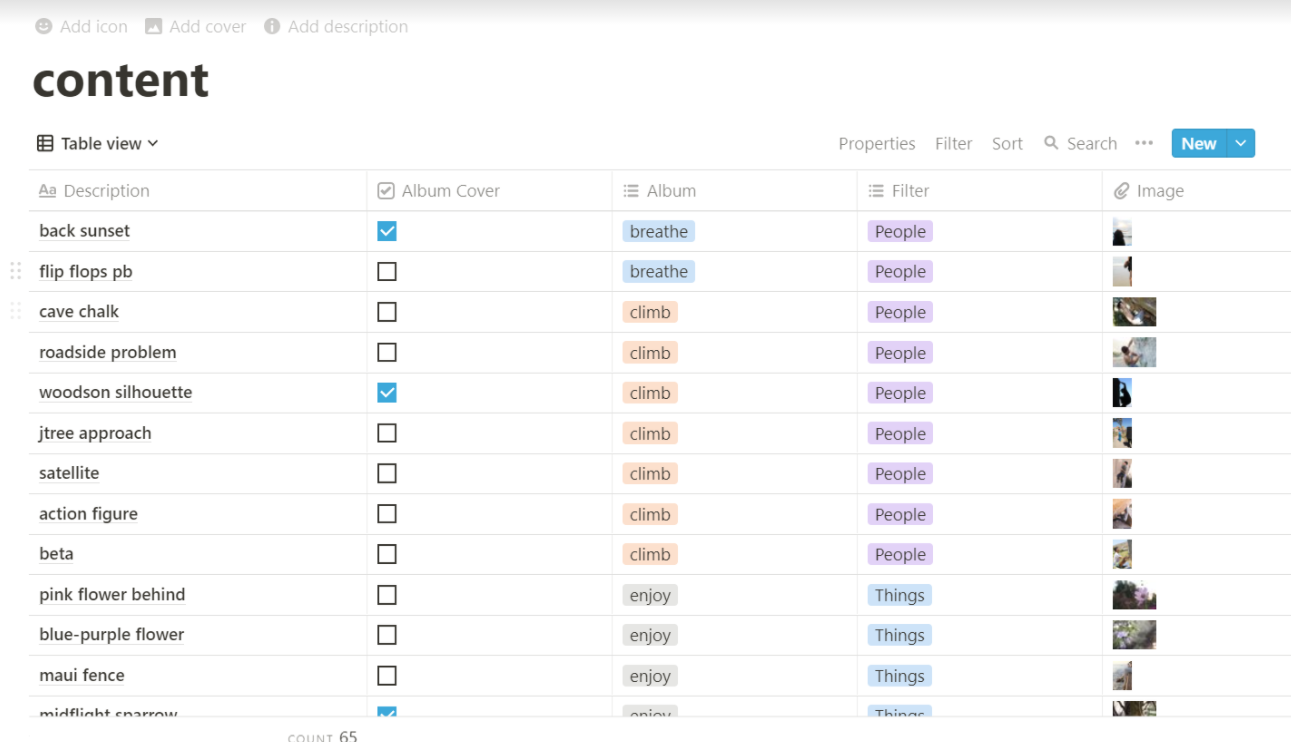 Add icon Add cover Add description
content
Table view Properties Filter Sort Search New
Aa Description Album Cover Album Filter Image
back sunset breathe People
flip flops pb breathe People
cave chalk climb People
roadside problem climb People
woodson silhouette climb People
jtree approach climb People
satellite climb People
action figure climb People
beta climb People
pink flower behind enjoy Things
blue-purple flower enjoy Things
maui fence enjoy Things
midflight sparrow enjoy Things
COUNT 65